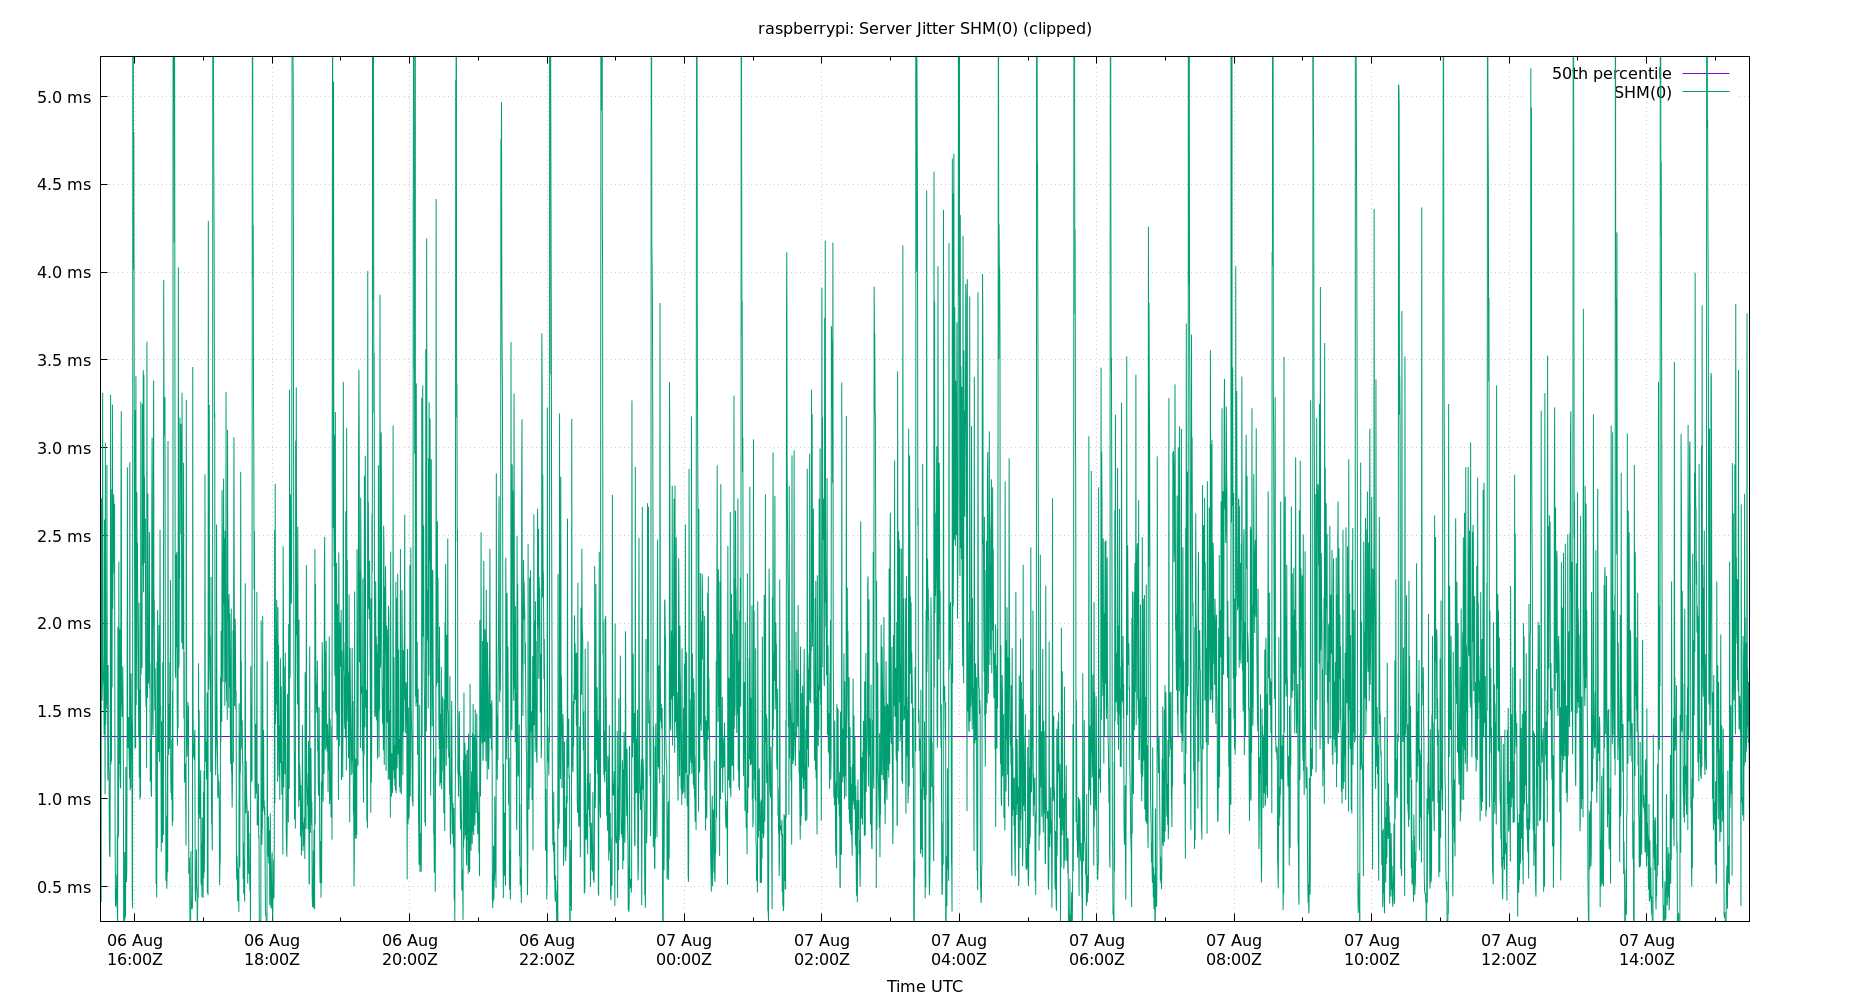 raspberrypi: Server Jitter SHM(0) (clipped)
50th percentile
SHM(0)
5.0 ms
4.5 ms
4.0 ms
3.5 ms
3.0 ms
2.5 ms
2.0 ms
1.5 ms
1.0 ms
0.5 ms
06 Aug 06 Aug 06 Aug 06 Aug 07 Aug 07 Aug 07 Aug 07 Aug 07 Aug 07 Aug 07 Aug 07 Aug
16:00Z 18:00Z 20:00Z 22:00Z 00:00Z 02:00Z 04:00Z 06:00Z 08:00Z 10:00Z 12:00Z 14:00Z
Time UTC